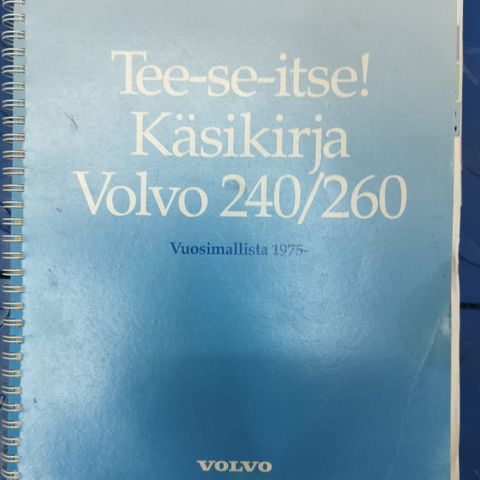 Tee-se-itse!
Käsikirja
Volvo 240/260
Vuosimallista 1975-
VOLVO